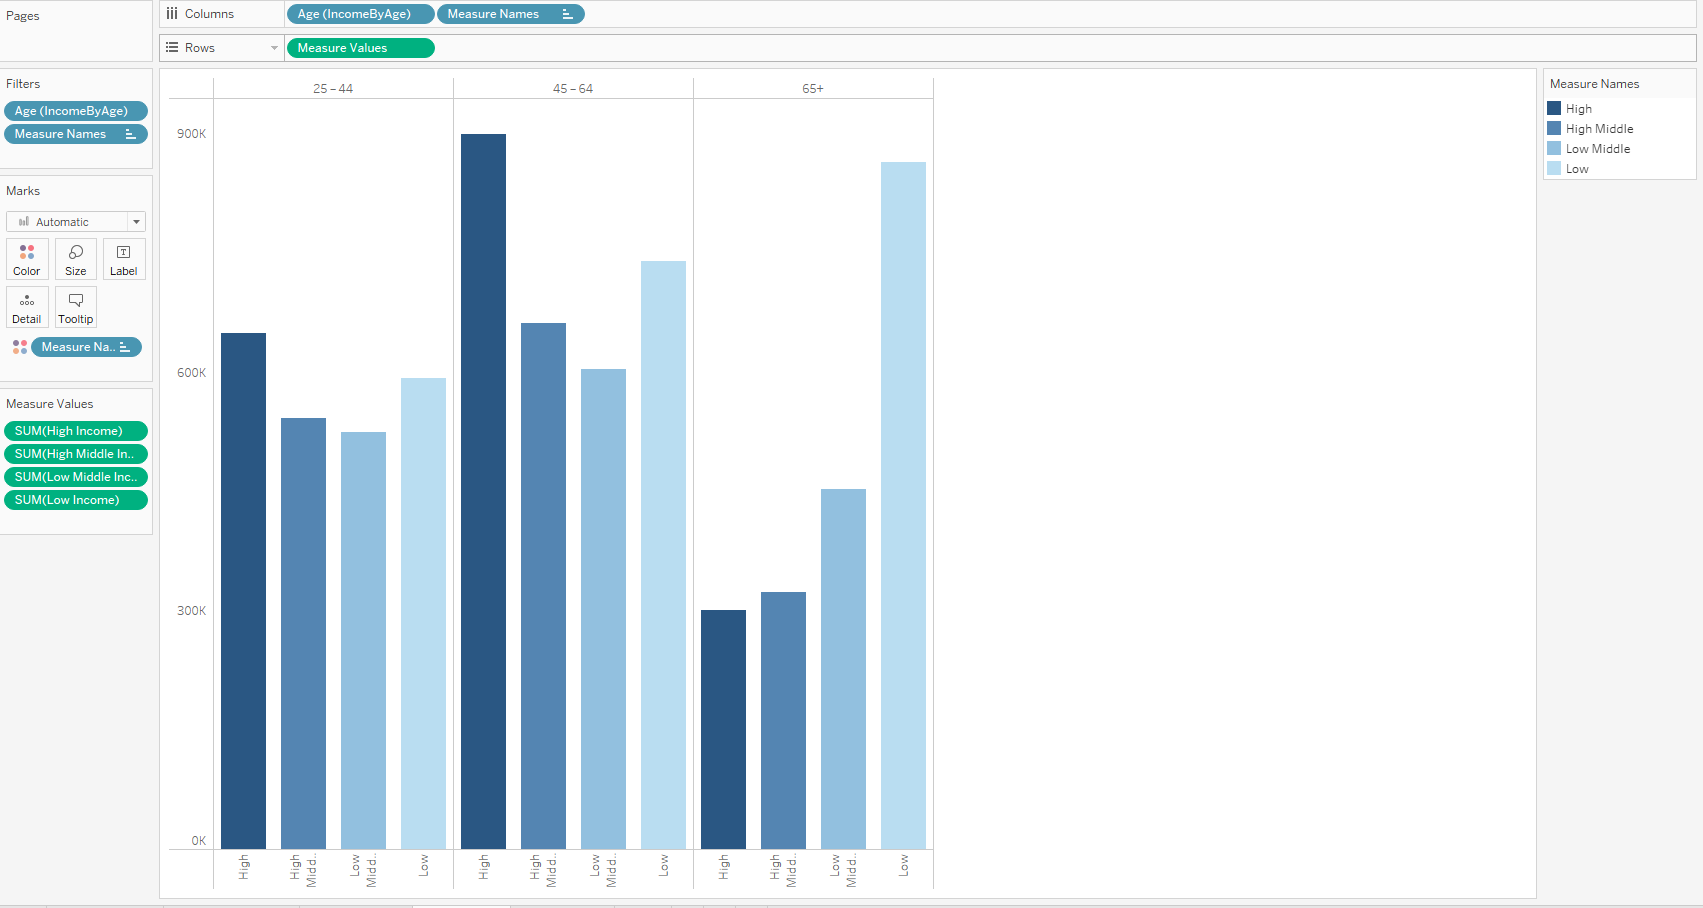 Pages
Columns
Age (IncomeByAge)
Measure Names
Rows
Measure Values
Filters
Age (IncomeByAge)
Measure Names
Marks
Automatic
Color
Size
Label
Detail
Tooltip
Measure Na..
Measure Values
SUM(High Income)
SUM(High Middle In..
SUM(Low Middle Inc..
SUM(Low Income)
25 – 44
45 – 64
65+
900K
600K
300K
0K
High
High
Midd..
Low
Midd..
Low
High
High
Midd..
Low
Midd..
Low
High
High
Midd..
Low
Midd..
Low
Measure Names
High
High Middle
Low Middle
Low